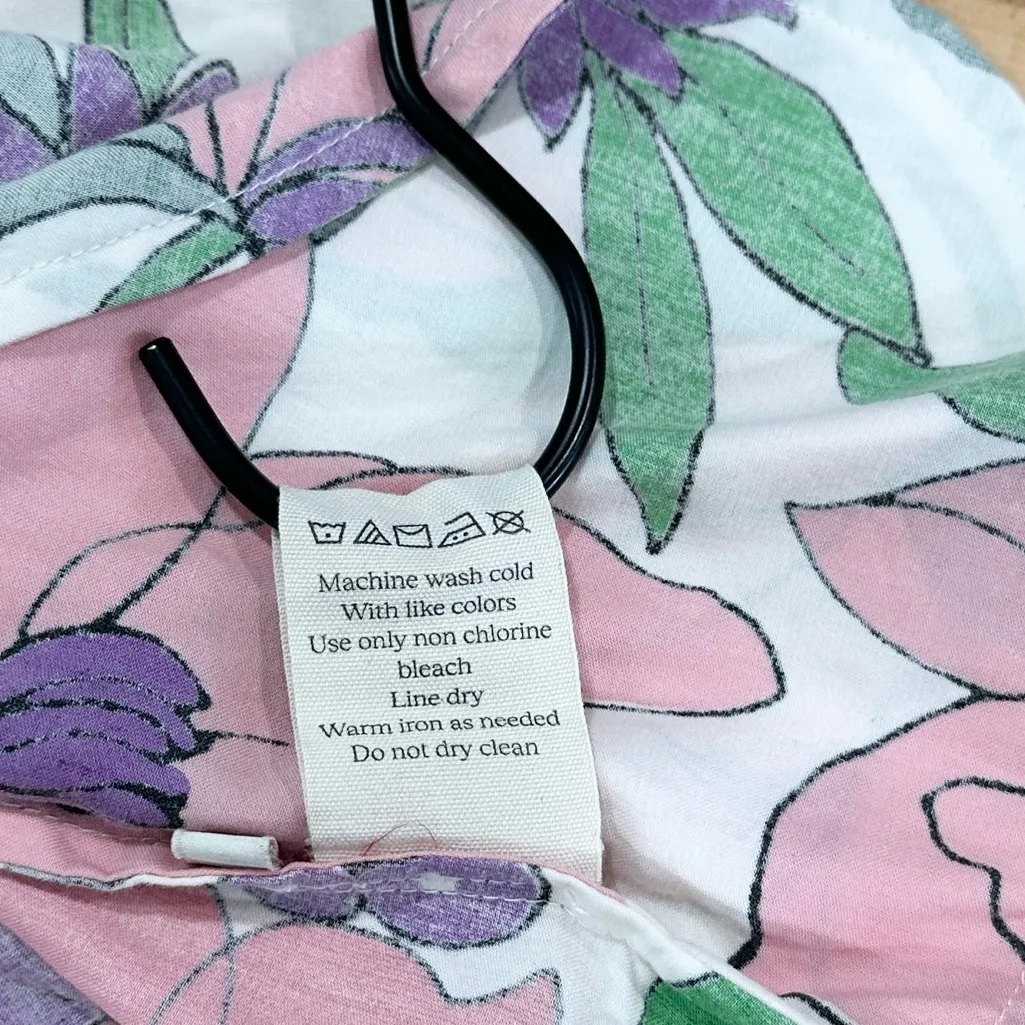 Machine wash cold
With like colors
Use only non chlorine
bleach
Line dry
Warm iron as needed
Do not dry clean